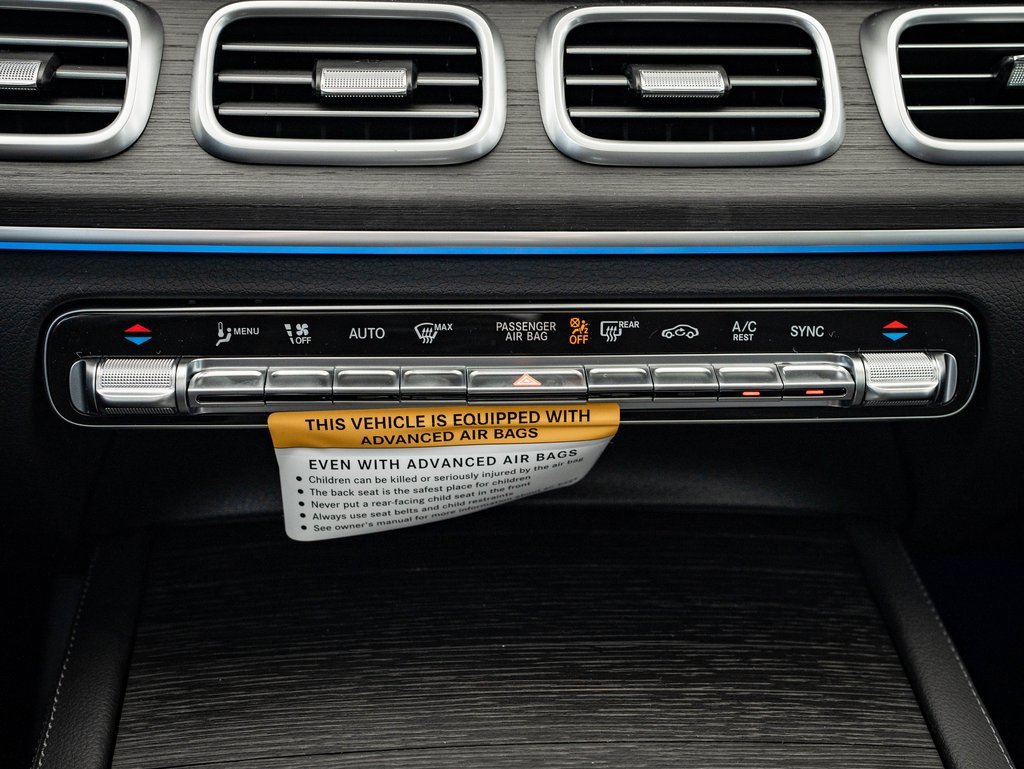 MENU OFF AUTO MAX PASSENGER AIR BAG OFF REAR A/C REST SYNC
THIS VEHICLE IS EQUIPPED WITH
ADVANCED AIR BAGS
EVEN WITH ADVANCED AIR BAGS
• Children can be killed or seriously injured by the air bag
• The back seat is the safest place for children
• Never put a rear-facing child seat in the front
• Always use seat belts and child restraints
• See owner's manual for more information